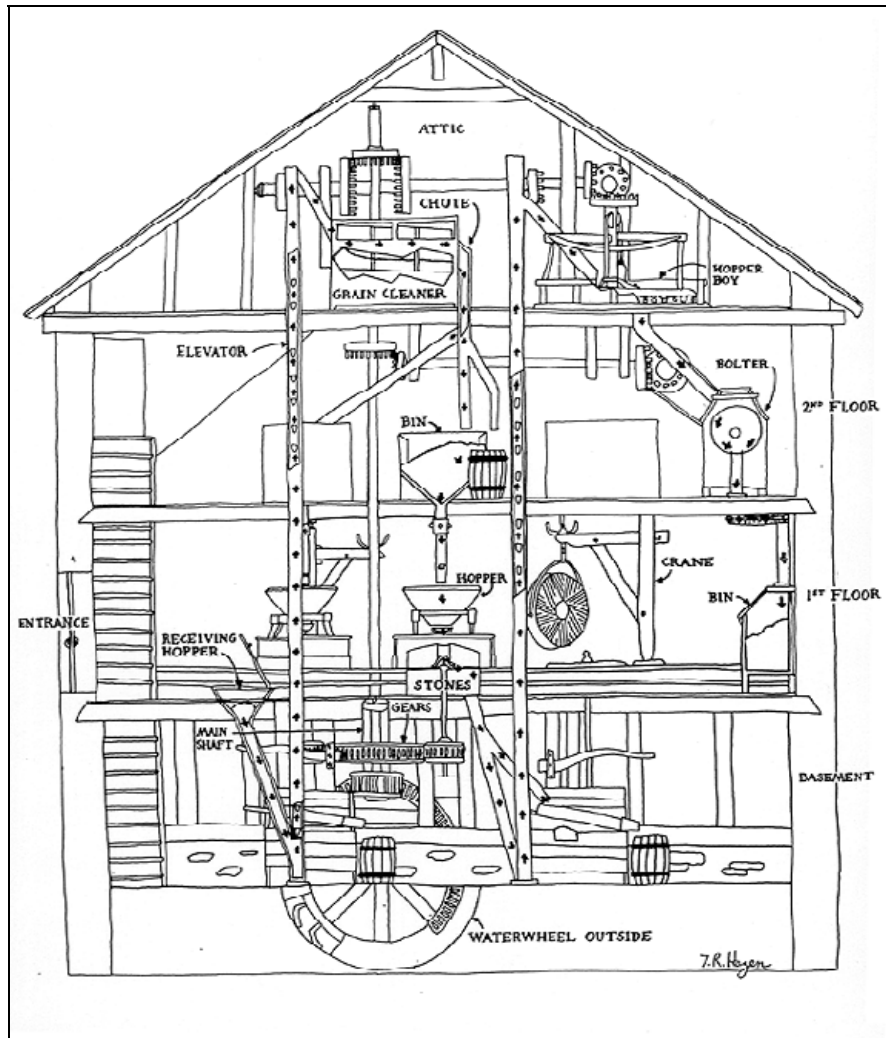 ATTIC
CHUTE
HOPPER
BOY
GRAIN CLEANER
ELEVATOR
BOLTER
2ND FLOOR
BIN
CRANE
HOPPER
BIN
1ST FLOOR
ENTRANCE
RECEIVING
HOPPER
STONES
GEARS
MAIN
SHAFT
BASEMENT
WATERWHEEL OUTSIDE
T.R.Hazen